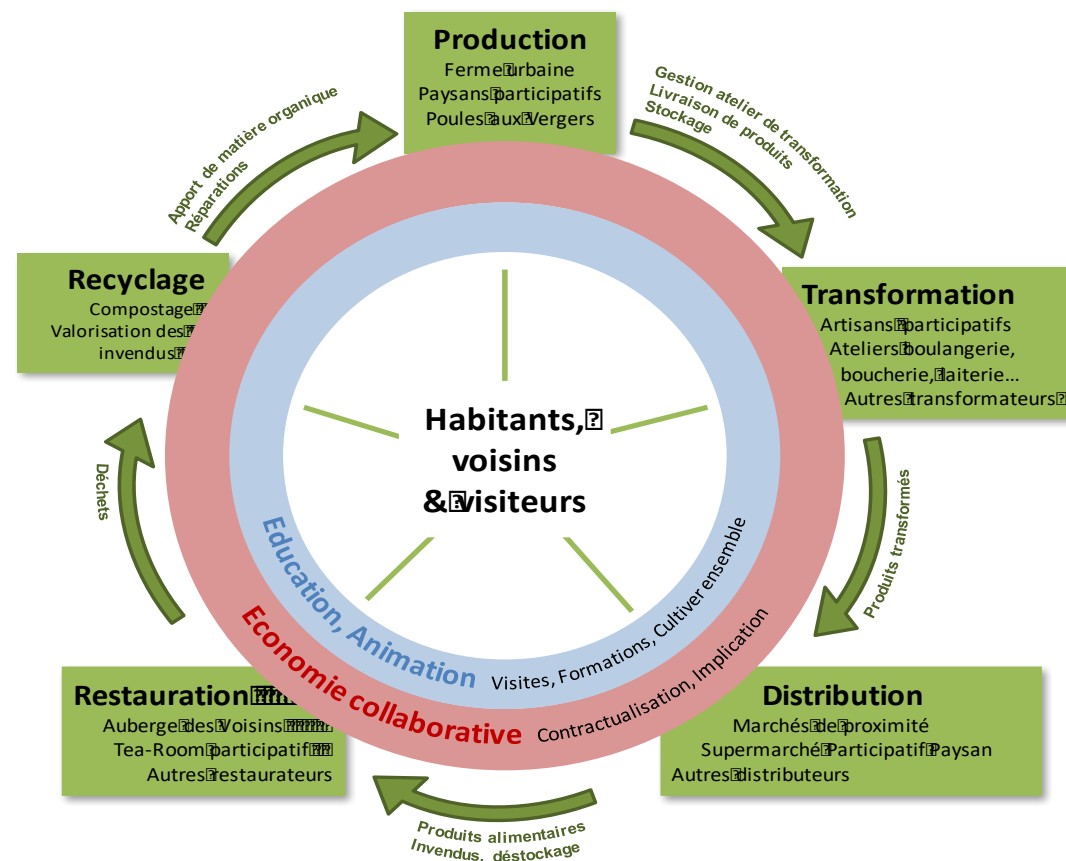 Production
Ferme urbaine
Paysans participatifs
Poules aux Vergers
Gestion atelier de transformation
Livraison de produits
Stockage
Apport de matière organique
Réparations
Recyclage
Compostage
Valorisation des
invendus
Transformation
Artisans participatifs
Ateliers boulangerie,
boucherie, laiterie...
Autres transformateurs
Habitants,
voisins
& visiteurs
Déchets
Produits transformés
Education, Animation
Visites, Formations, Cultiver ensemble
Economie collaborative
Contractualisation, Implication
Restauration
Auberge des Voisins
Tea-Room participatif
Autres restaurateurs
Distribution
Marchés de proximité
Supermarché Participatif Paysan
Autres distributeurs
Produits alimentaires
Invendus, déstockage